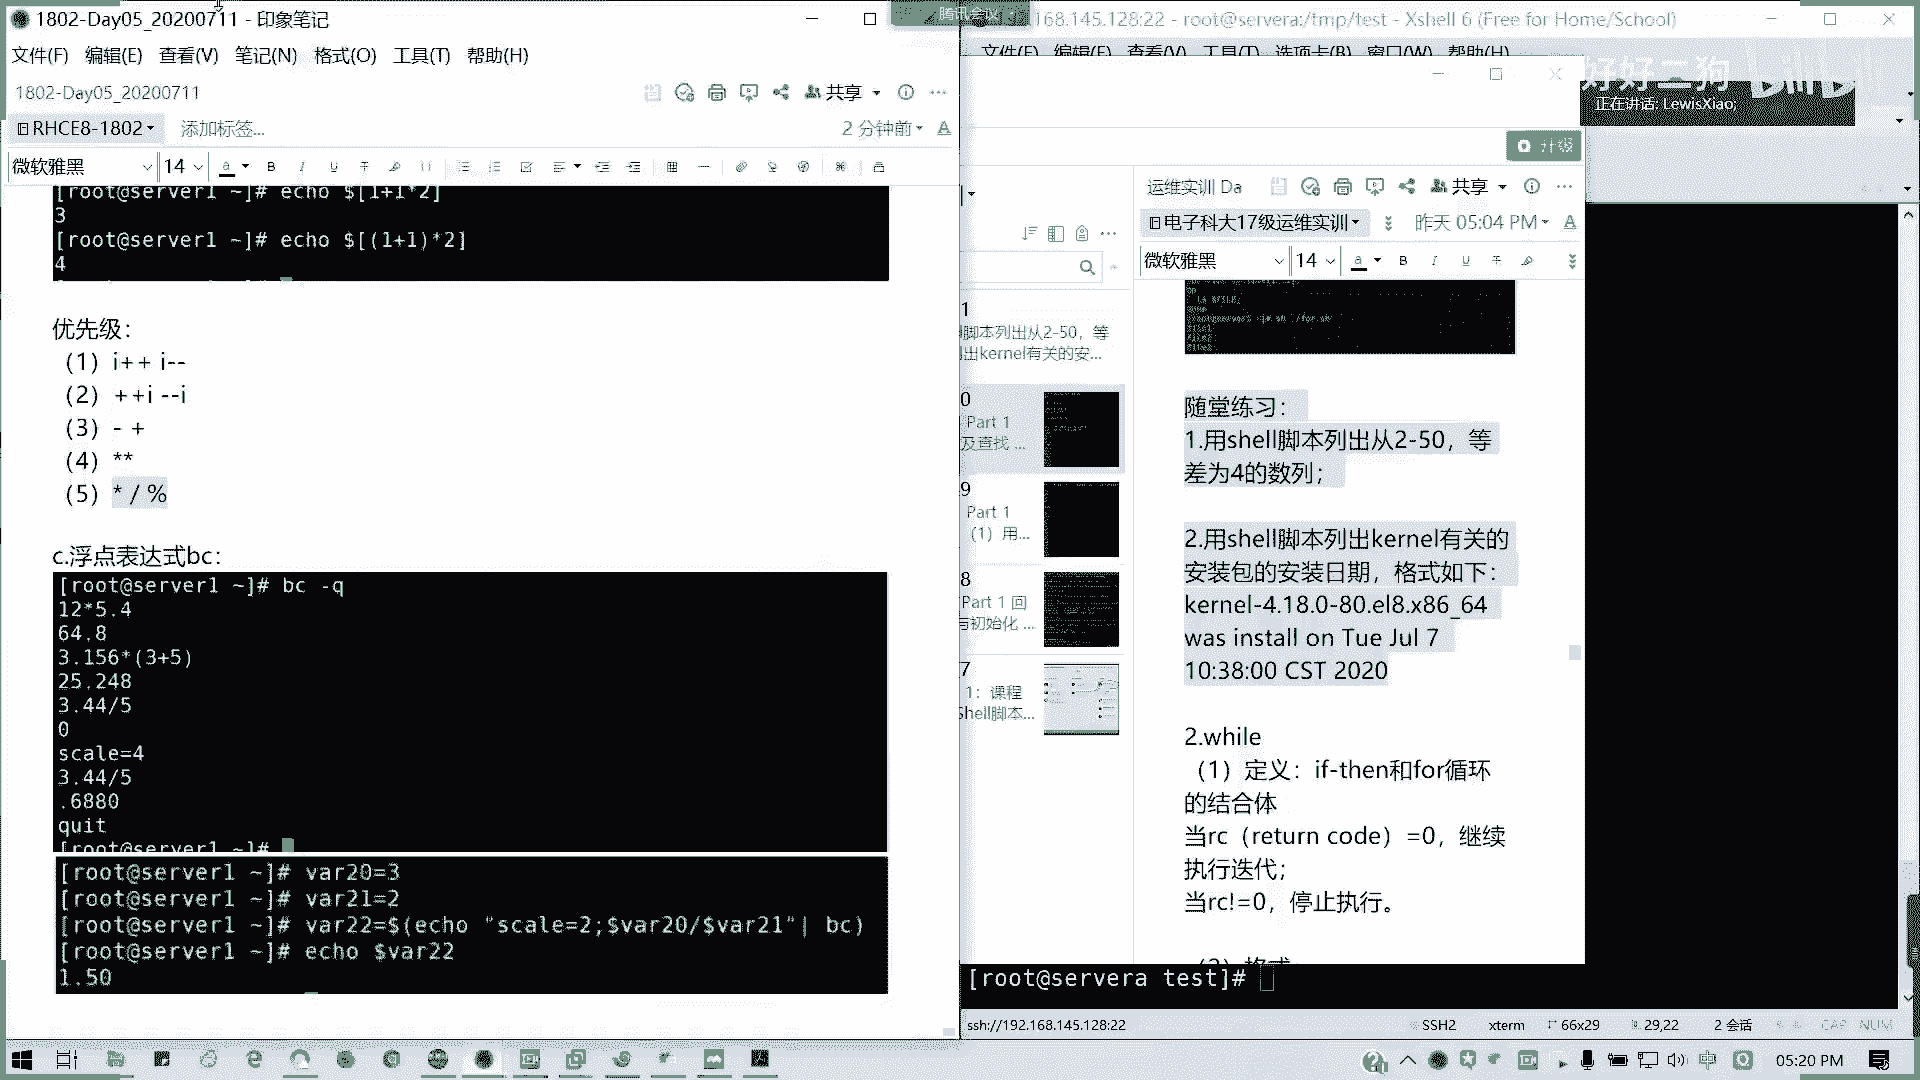 1802-Day05_20200711 - 印象笔记
文件(F) 编辑(E) 查看(V) 笔记(N) 格式(O) 工具(T) 帮助(H)
1802-Day05_20200711
共享
RHCE8-1802
添加标签...
2 分钟前
微软雅黑
14
[root@server1 ~]# echo $[1+1*2]
3
[root@server1 ~]# echo $[(1+1)*2]
4
优先级：
（1）i++ i--
（2）++i --i
（3）- +
（4）**
（5）* / %
c.浮点表达式bc：
[root@server1 ~]# bc -q
12*5.4
64.8
3.156*(3+5)
25.248
3.44/5
0
scale=4
3.44/5
.6880
quit
[root@server1 ~]#
[root@server1 ~]# var20=3
[root@server1 ~]# var21=2
[root@server1 ~]# var22=$(echo "scale=2;$var20/$var21"| bc)
[root@server1 ~]# echo $var22
1.50
腾讯会议
.168.145.128:22 - root@servera:/tmp/test - Xshell 6 (Free for Home/School)
文件(F) 编辑(E) 查看(V) 工具(T) 选项卡(B) 窗口(W) 帮助(H)
好好二狗
正在讲话: LewisXiao;
升级
1
脚本列出从2-50，等
出kernel有关的安...
0
Part 1
及查找 ...
9
Part 1
（1）用...
8
Part 1 回
与初始化 ...
7
1：课程
Shell脚本...
运维实训 Da
共享
电子科大17级运维实训
昨天 05:04 PM
微软雅黑
14
随堂练习：
1.用shell脚本列出从2-50，等
差为4的数列；
2.用shell脚本列出kernel有关的
安装包的安装日期，格式如下：
kernel-4.18.0-80.el8.x86_64
was install on Tue Jul 7
10:38:00 CST 2020
2.while
（1）定义：if-then和for循环
的结合体
当rc（return code）=0，继续
执行迭代；
当rc!=0，停止执行。
[root@servera test]#
ssh://192.168.145.128:22
SSH2
xterm
66x29
29,22
2 会话
CAP NUM
05:20 PM